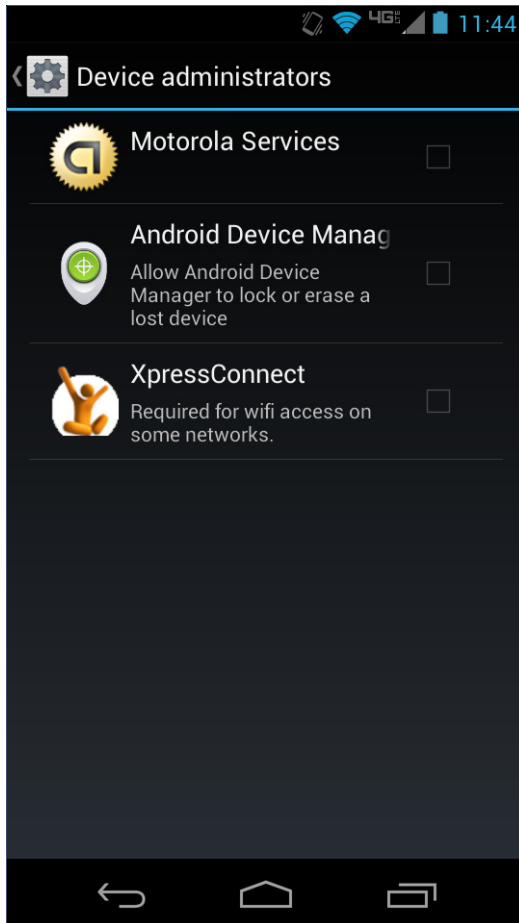 4G LTE 11:44
Device administrators
Motorola Services
Android Device Manag
Allow Android Device
Manager to lock or erase a
lost device
XpressConnect
Required for wifi access on
some networks.